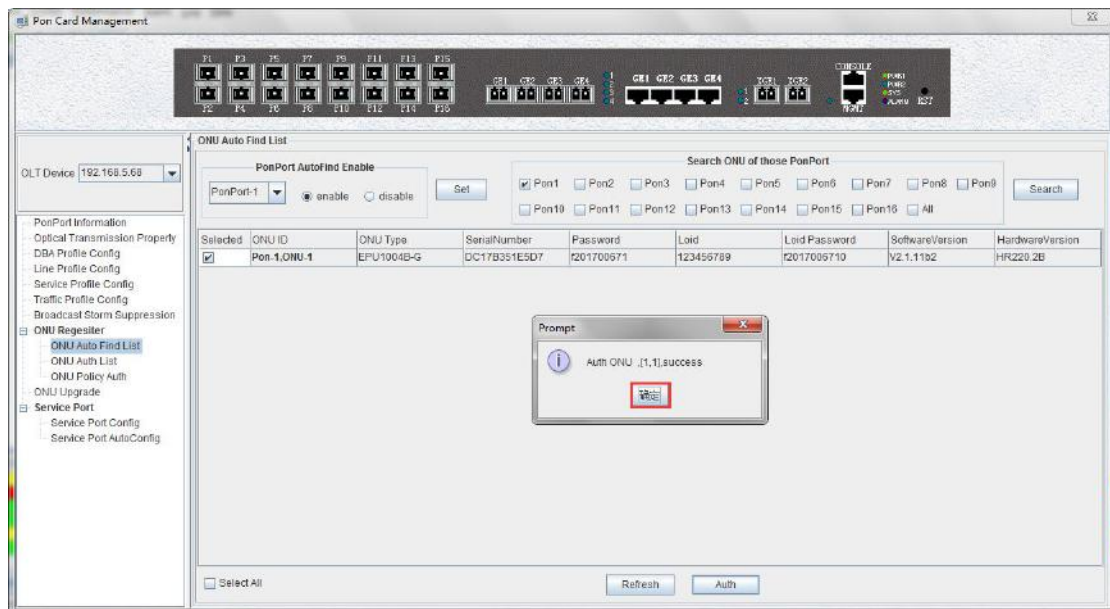 Pon Card Management
P1 P3 P5 P7 P9 P11 P13 P15
GE1 GE2 GE3 GE4 GE1 GE2 GE3 GE4 CONSOLE
P2 P4 P6 P8 P10 P12 P14 P16 MGMT RST
OLT Device 192.168.5.68
PonPort Information
Optical Transmission Property
DBA Profile Config
Line Profile Config
Service Profile Config
Traffic Profile Config
Broadcast Storm Suppression
ONU Regesiter
ONU Auto Find List
ONU Auth List
ONU Policy Auth
ONU Upgrade
Service Port
Service Port Config
Service Port AutoConfig
ONU Auto Find List
PonPort AutoFind Enable
PonPort-1 enable disable Set
Search ONU of those PonPort
Pon1 Pon2 Pon3 Pon4 Pon5 Pon6 Pon7 Pon8 Pon9
Pon10 Pon11 Pon12 Pon13 Pon14 Pon15 Pon16 All
Search
Selected ONU ID ONU Type SerialNumber Password Loid Loid Password SoftwareVersion HardwareVersion
Pon-1,ONU-1 EPU1004B-G DC17B351E5D7 f201700671 123456789 f2017006710 V2.1.11b2 HR220.2B
Prompt
Auth ONU ,[1,1],success
确定
Select All Refresh Auth